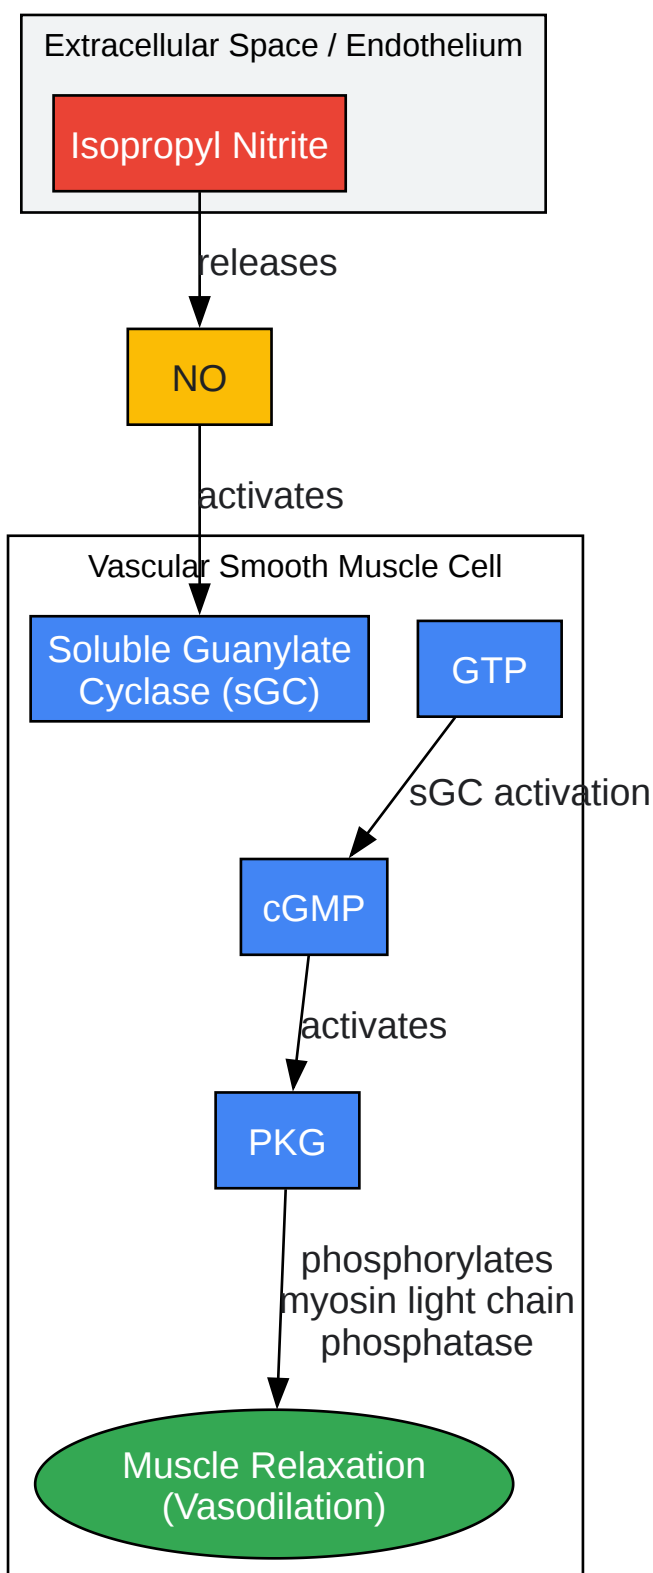 Extracellular Space / Endothelium
Isopropyl Nitrite
releases
NO
activates
Vascular Smooth Muscle Cell
Soluble Guanylate
Cyclase (sGC)
GTP
sGC activation
cGMP
activates
PKG
phosphorylates
myosin light chain
phosphatase
Muscle Relaxation
(Vasodilation)